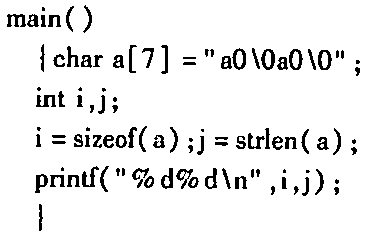 main()
{char a[7]="a0\0a0\0";
int i,j;
i=sizeof(a);j=strlen(a);
printf("%d%d\n",i,j);
}